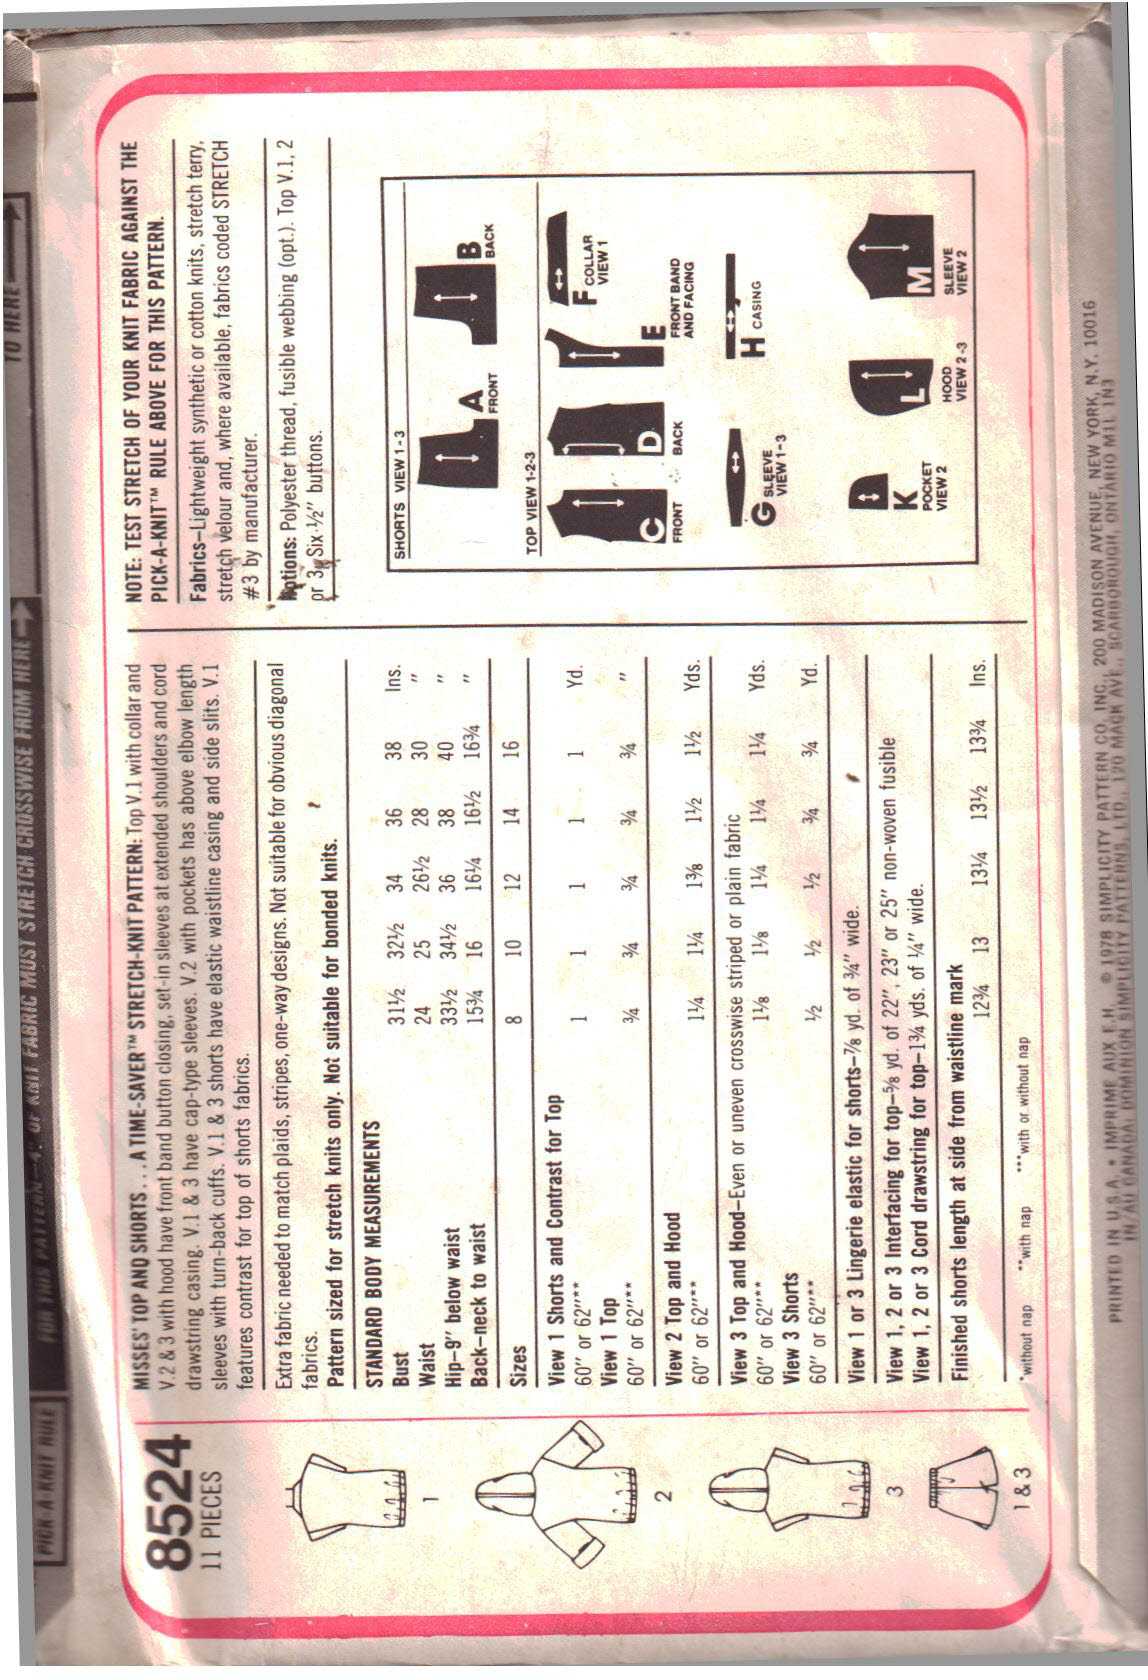 PICK-A-KNIT RULE
FOR THIS PATTERN—4" OF KNIT FABRIC MUST STRETCH CROSSWISE FROM HERE
TO HERE
8524
11 PIECES
1
2
3
1 & 3
MISSES' TOP AND SHORTS...A TIME-SAVER™ STRETCH-KNIT PATTERN: Top V.1 with collar and
V.2 & 3 with hood have front band button closing, set-in sleeves at extended shoulders and cord
drawstring casing. V.1 & 3 have cap-type sleeves. V.2 with pockets has above elbow length
sleeves with turn-back cuffs. V.1 & 3 shorts have elastic waistline casing and side slits. V.1
features contrast for top of shorts fabrics.
Extra fabric needed to match plaids, stripes, one-way designs. Not suitable for obvious diagonal
fabrics.
Pattern sized for stretch knits only. Not suitable for bonded knits.
STANDARD BODY MEASUREMENTS
Bust 31½ 32½ 34 36 38 Ins.
Waist 24 25 26½ 28 30 "
Hip—9" below waist 33½ 34½ 36 38 40 "
Back—neck to waist 15¾ 16 16¼ 16½ 16¾ "
Sizes 8 10 12 14 16
View 1 Shorts and Contrast for Top
60" or 62"** 1 1 1 1 1 Yd.
View 1 Top
60" or 62"** ¾ ¾ ¾ ¾ ¾ "
View 2 Top and Hood
60" or 62"** 1¼ 1¼ 1⅜ 1½ 1½ Yds.
View 3 Top and Hood—Even or uneven crosswise striped or plain fabric
60" or 62"** 1⅛ 1⅛ 1¼ 1¼ 1¼ Yds.
View 3 Shorts
60" or 62"** ½ ½ ½ ¾ ¾ Yd.
View 1 or 3 Lingerie elastic for shorts—⅞ yd. of ¾" wide.
View 1, 2 or 3 Interfacing for top—⅝ yd. of 22", 23" or 25" non-woven fusible
View 1, 2 or 3 Cord drawstring for top—1¾ yds. of ¼" wide.
Finished shorts length at side from waistline mark
12¾ 13 13¼ 13½ 13¾ Ins.
*without nap **with nap ***with or without nap
NOTE: TEST STRETCH OF YOUR KNIT FABRIC AGAINST THE
PICK-A-KNIT™ RULE ABOVE FOR THIS PATTERN.
Fabrics—Lightweight synthetic or cotton knits, stretch terry,
stretch velour and, where available, fabrics coded STRETCH
#3 by manufacturer.
Notions: Polyester thread, fusible webbing (opt.). Top V.1, 2
or 3: Six ½" buttons.
SHORTS VIEW 1-3
A
FRONT
B
BACK
TOP VIEW 1-2-3
C
FRONT
D
BACK
E
FRONT BAND
AND FACING
F
COLLAR
VIEW 1
G
SLEEVE
VIEW 1-3
H
CASING
K
POCKET
VIEW 2
L
HOOD
VIEW 2-3
M
SLEEVE
VIEW 2
PRINTED IN U.S.A. • IMPRIME AUX E.H. © 1978 SIMPLICITY PATTERN CO. INC., 200 MADISON AVENUE, NEW YORK, N.Y. 10016
IN/AU CANADA: DOMINION SIMPLICITY PATTERNS, LTD., 120 MACK AVE., SCARBOROUGH, ONTARIO M1L 1N3